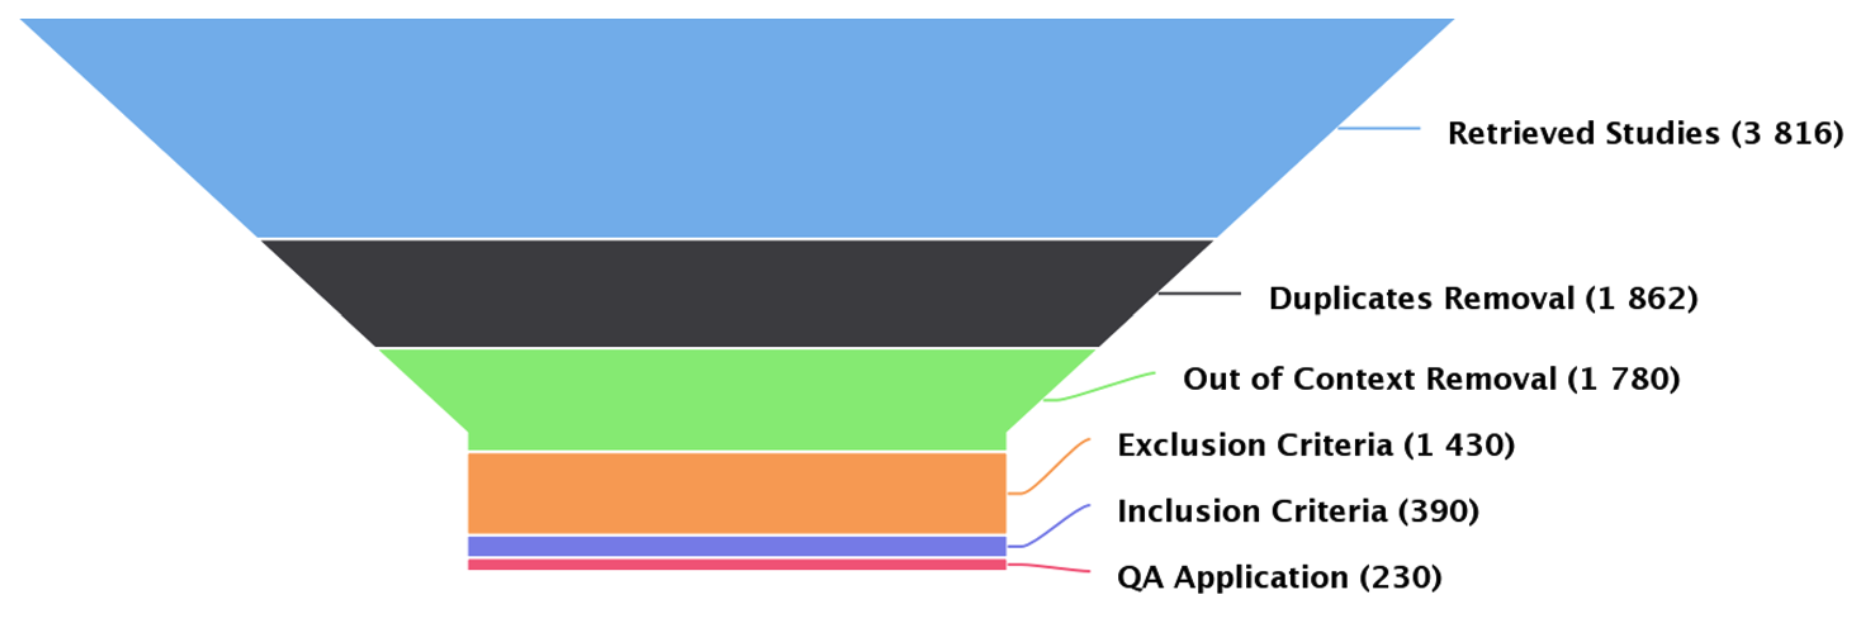 Retrieved Studies (3 816)
Duplicates Removal (1 862)
Out of Context Removal (1 780)
Exclusion Criteria (1 430)
Inclusion Criteria (390)
QA Application (230)